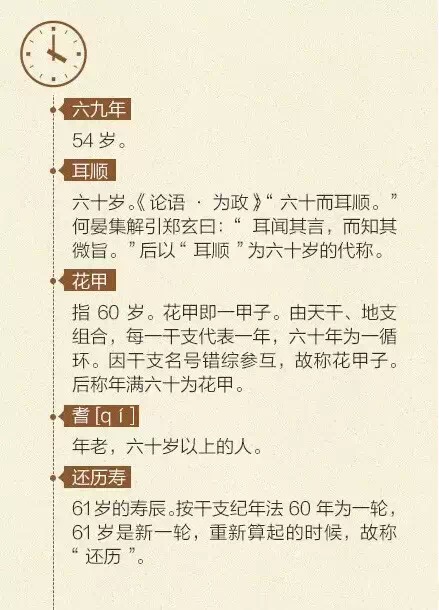 六九年
54 岁。
耳顺
六十岁。《 论语 · 为政 》“ 六十而耳顺。”
何晏集解引郑玄曰：“ 耳闻其言，而知其
微旨。”后以“ 耳顺 ”为六十岁的代称。
花甲
指 60 岁。花甲即一甲子。由天干、地支
组合，每一干支代表一年，六十年为一循
环。因干支名号错综参互，故称花甲子。
后称年满六十为花甲。
耆 [q í ]
年老，六十岁以上的人。
还历寿
61岁的寿辰。按干支纪年法 60 年为一轮，
61 岁是新一轮，重新算起的时候，故称
“ 还历 ”。